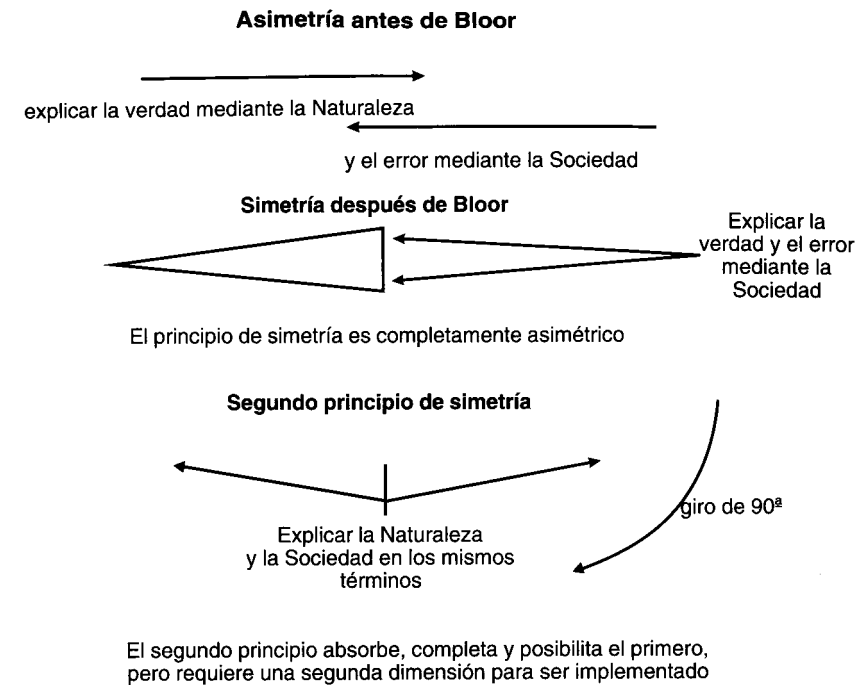 Asimetría antes de Bloor
explicar la verdad mediante la Naturaleza
y el error mediante la Sociedad
Simetría después de Bloor
Explicar la
verdad y el error
mediante la
Sociedad
El principio de simetría es completamente asimétrico
Segundo principio de simetría
giro de 90ª
Explicar la Naturaleza
y la Sociedad en los mismos
términos
El segundo principio absorbe, completa y posibilita el primero,
pero requiere una segunda dimensión para ser implementado